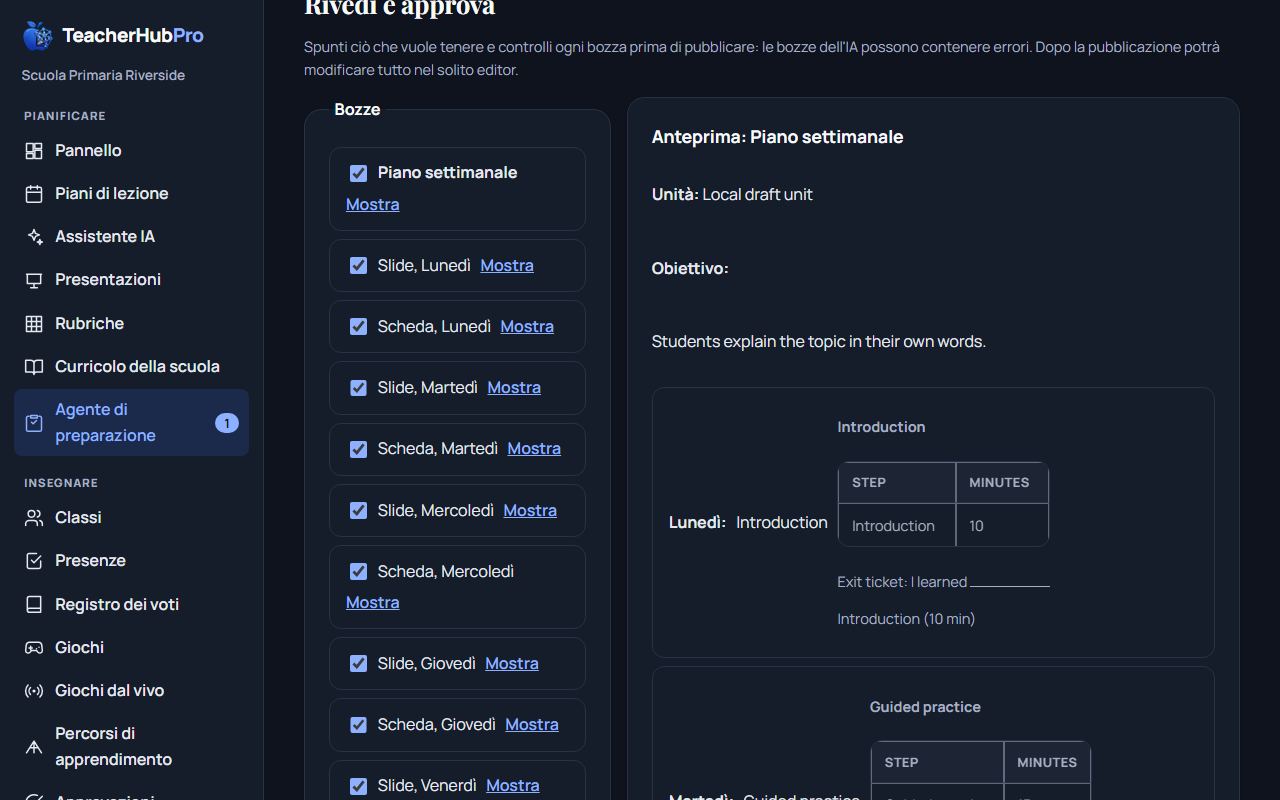 TeacherHubPro
Scuola Primaria Riverside
PIANIFICARE
Pannello
Piani di lezione
Assistente IA
Presentazioni
Rubriche
Curricolo della scuola
Agente di
preparazione
1
INSEGNARE
Classi
Presenze
Registro dei voti
Giochi
Giochi dal vivo
Percorsi di
apprendimento
Approvazioni
Rivedi e approva
Spunti ciò che vuole tenere e controlli ogni bozza prima di pubblicare: le bozze dell'IA possono contenere errori. Dopo la pubblicazione potrà
modificare tutto nel solito editor.
Bozze
Piano settimanale
Mostra
Slide, Lunedì Mostra
Scheda, Lunedì Mostra
Slide, Martedì Mostra
Scheda, Martedì Mostra
Slide, Mercoledì Mostra
Scheda, Mercoledì
Mostra
Slide, Giovedì Mostra
Scheda, Giovedì Mostra
Slide, Venerdì Mostra
Anteprima: Piano settimanale
Unità: Local draft unit
Obiettivo:
Students explain the topic in their own words.
Introduction
STEP MINUTES
Lunedì: Introduction
Introduction 10
Exit ticket: I learned __________
Introduction (10 min)
Guided practice
STEP MINUTES
Martedì: Guided practice